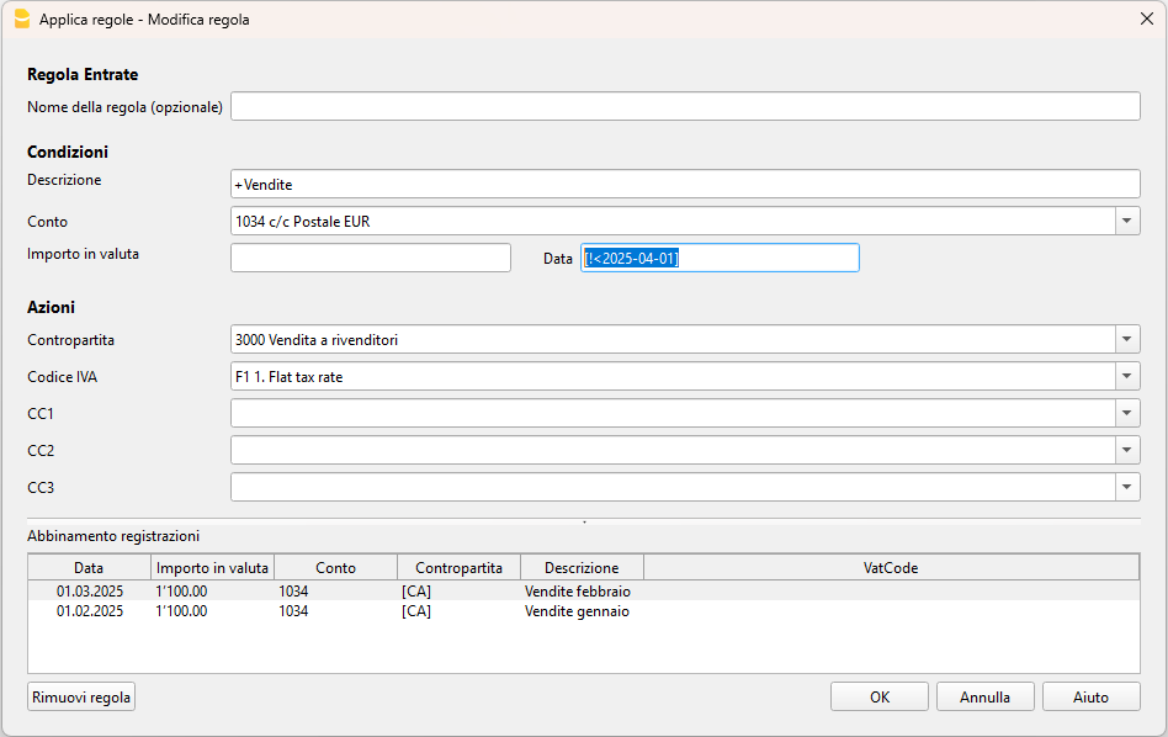 Applica regole - Modifica regola
Regola Entrate
Nome della regola (opzionale)
Condizioni
Descrizione +Vendite
Conto 1034 c/c Postale EUR
Importo in valuta Data [!<2025-04-01]
Azioni
Contropartita 3000 Vendita a rivenditori
Codice IVA F1 1. Flat tax rate
CC1
CC2
CC3
Abbinamento registrazioni
Data Importo in valuta Conto Contropartita Descrizione VatCode
01.03.2025 1'100.00 1034 [CA] Vendite febbraio
01.02.2025 1'100.00 1034 [CA] Vendite gennaio
Rimuovi regola OK Annulla Aiuto